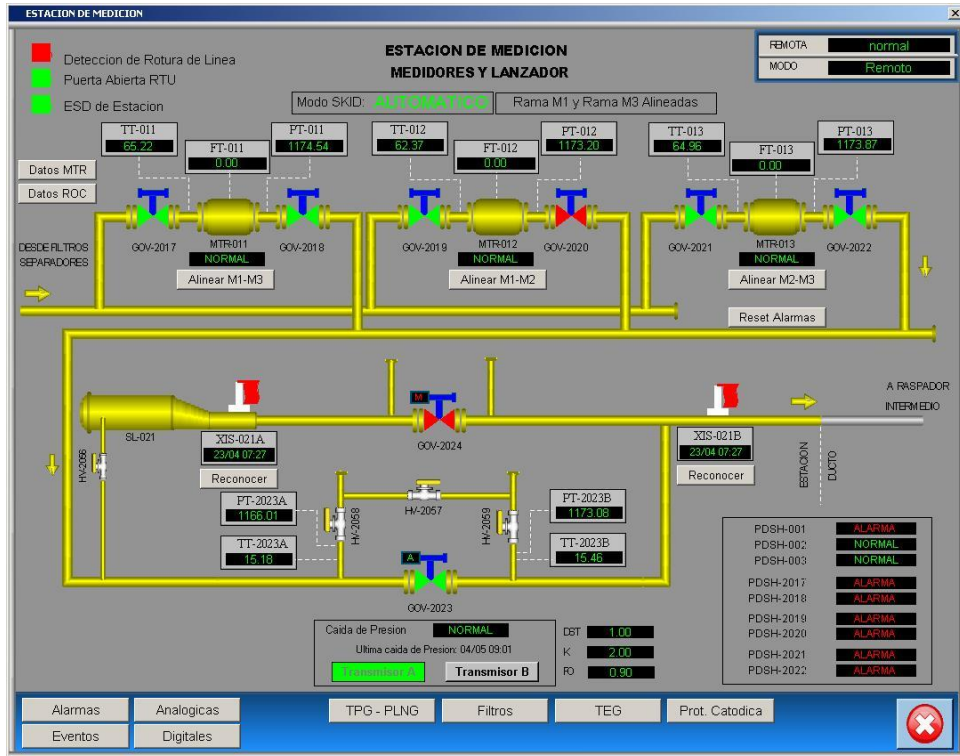 ESTACION DE MEDICION
Deteccion de Rotura de Linea
Puerta Abierta RTU
ESD de Estacion
ESTACION DE MEDICION
MEDIDORES Y LANZADOR
REMOTA normal
MODO Remoto
Modo SKID: AUTOMATICO Rama M1 y Rama M3 Alineadas
TT-011
65.22
FT-011
0.00
PT-011
1174.54
TT-012
62.37
FT-012
0.00
PT-012
1173.20
TT-013
64.96
FT-013
0.00
PT-013
1173.87
Datos MTR
Datos ROC
DESDE FILTROS
SEPARADORES
GOV-2017
MTR-011
NORMAL
GOV-2018
GOV-2019
MTR-012
NORMAL
GOV-2020
GOV-2021
MTR-013
NORMAL
GOV-2022
Alinear M1-M3
Alinear M1-M2
Alinear M2-M3
Reset Alarmas
A RASPADOR
INTERMEDIO
SL-021
XIS-021A
23/04 07:27
Reconocer
M
GOV-2024
XIS-021B
23/04 07:27
Reconocer
ESTACION
DUCTO
HV-2066
PT-2023A
1166.01
TT-2023A
15.18
HV-2058
HV-2057
HV-2059
PT-2023B
1173.08
TT-2023B
15.46
A
GOV-2023
PDSH-001 ALARMA
PDSH-002 NORMAL
PDSH-003 NORMAL
PDSH-2017 ALARMA
PDSH-2018 ALARMA
PDSH-2019 ALARMA
PDSH-2020 ALARMA
PDSH-2021 ALARMA
PDSH-2022 ALARMA
Caida de Presion NORMAL
Ultima caida de Presion: 04/05 09:01
Transmisor A Transmisor B
DST 1.00
K 2.00
FO 0.90
Alarmas Analogicas TPG - PLNG Filtros TEG Prot. Catodica
Eventos Digitales